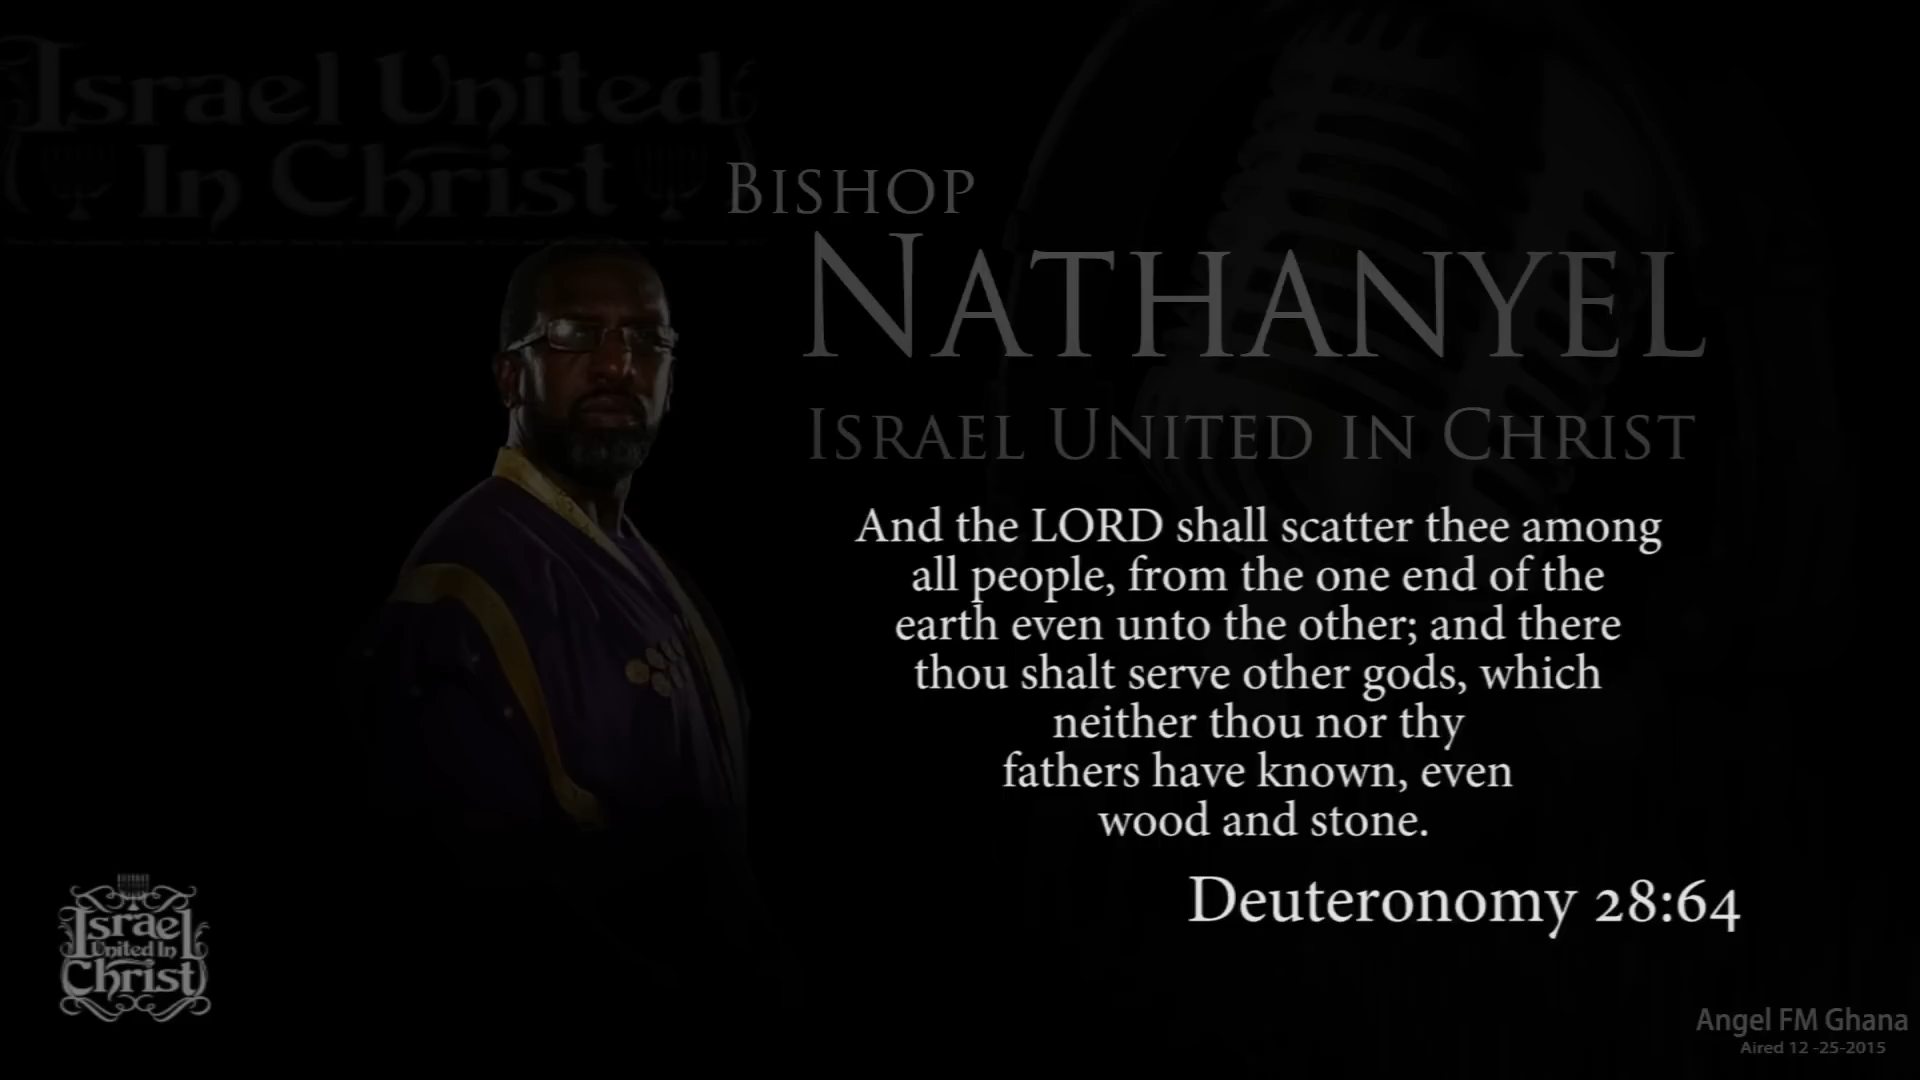 Israel United
In Christ
BISHOP
NATHANYEL
ISRAEL UNITED IN CHRIST
And the LORD shall scatter thee among
all people, from the one end of the
earth even unto the other; and there
thou shalt serve other gods, which
neither thou nor thy
fathers have known, even
wood and stone.
Deuteronomy 28:64
Israel
United In
Christ
Angel FM Ghana
Aired 12 -25-2015